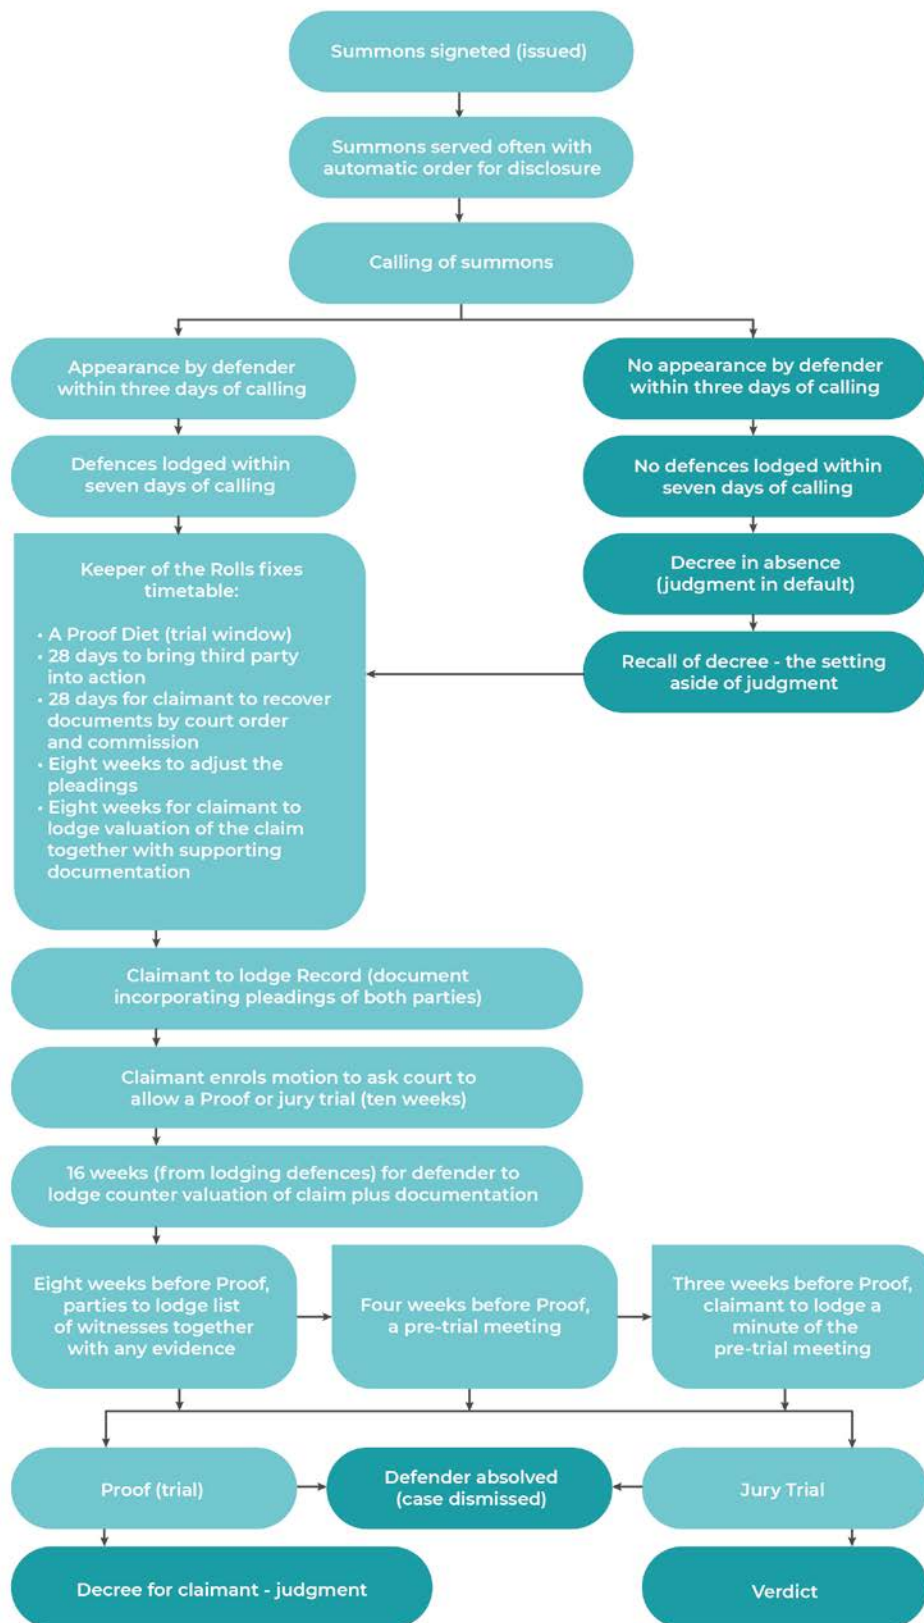 Summons signeted (issued)
Summons served often with
automatic order for disclosure
Calling of summons
Appearance by defender
within three days of calling
No appearance by defender
within three days of calling
Defences lodged within
seven days of calling
No defences lodged within
seven days of calling
Keeper of the Rolls fixes
timetable:
• A Proof Diet (trial window)
• 28 days to bring third party
into action
• 28 days for claimant to recover
documents by court order
and commission
• Eight weeks to adjust the
pleadings
• Eight weeks for claimant to
lodge valuation of the claim
together with supporting
documentation
Decree in absence
(judgment in default)
Recall of decree - the setting
aside of judgment
Claimant to lodge Record (document
incorporating pleadings of both parties)
Claimant enrols motion to ask court to
allow a Proof or jury trial (ten weeks)
16 weeks (from lodging defences) for defender to
lodge counter valuation of claim plus documentation
Eight weeks before Proof,
parties to lodge list
of witnesses together
with any evidence
Four weeks before Proof,
a pre-trial meeting
Three weeks before Proof,
claimant to lodge a
minute of the
pre-trial meeting
Proof (trial)
Defender absolved
(case dismissed)
Jury Trial
Decree for claimant - judgment
Verdict